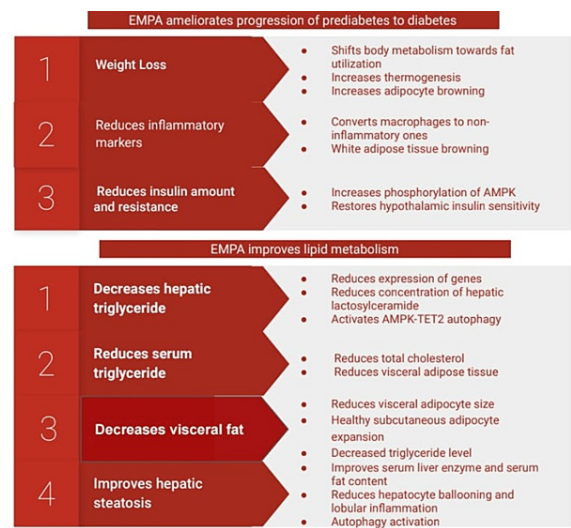 EMPA ameliorates progression of prediabetes to diabetes
1
Weight Loss
• Shifts body metabolism towards fat
utilization
• Increases thermogenesis
• Increases adipocyte browning
2
Reduces inflammatory
markers
• Converts macrophages to non-
inflammatory ones
• White adipose tissue browning
3
Reduces insulin amount
and resistance
• Increases phosphorylation of AMPK
• Restores hypothalamic insulin sensitivity
EMPA improves lipid metabolism
1
Decreases hepatic
triglyceride
• Reduces expression of genes
• Reduces concentration of hepatic
lactosylceramide
• Activates AMPK-TET2 autophagy
2
Reduces serum
triglyceride
• Reduces total cholesterol
• Reduces visceral adipose tissue
3
Decreases visceral fat
• Reduces visceral adipocyte size
• Healthy subcutaneous adipocyte
expansion
• Decreased triglyceride level
4
Improves hepatic
steatosis
• Improves serum liver enzyme and serum
fat content
• Reduces hepatocyte ballooning and
lobular inflammation
• Autophagy activation